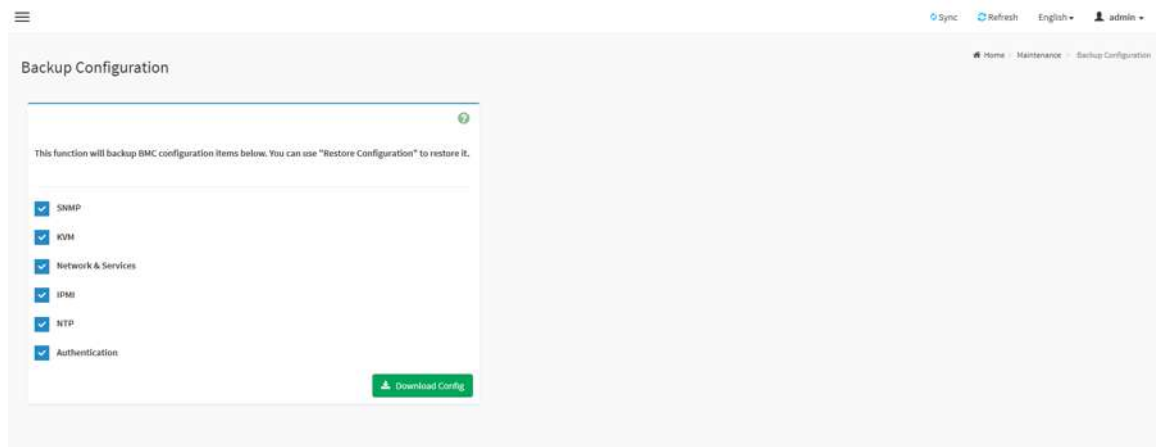 Sync Refresh English admin
Home Maintenance Backup Configuration
Backup Configuration
This function will backup BMC configuration items below. You can use "Restore Configuration" to restore it.
SNMP
KVM
Network & Services
IPMI
NTP
Authentication
Download Config